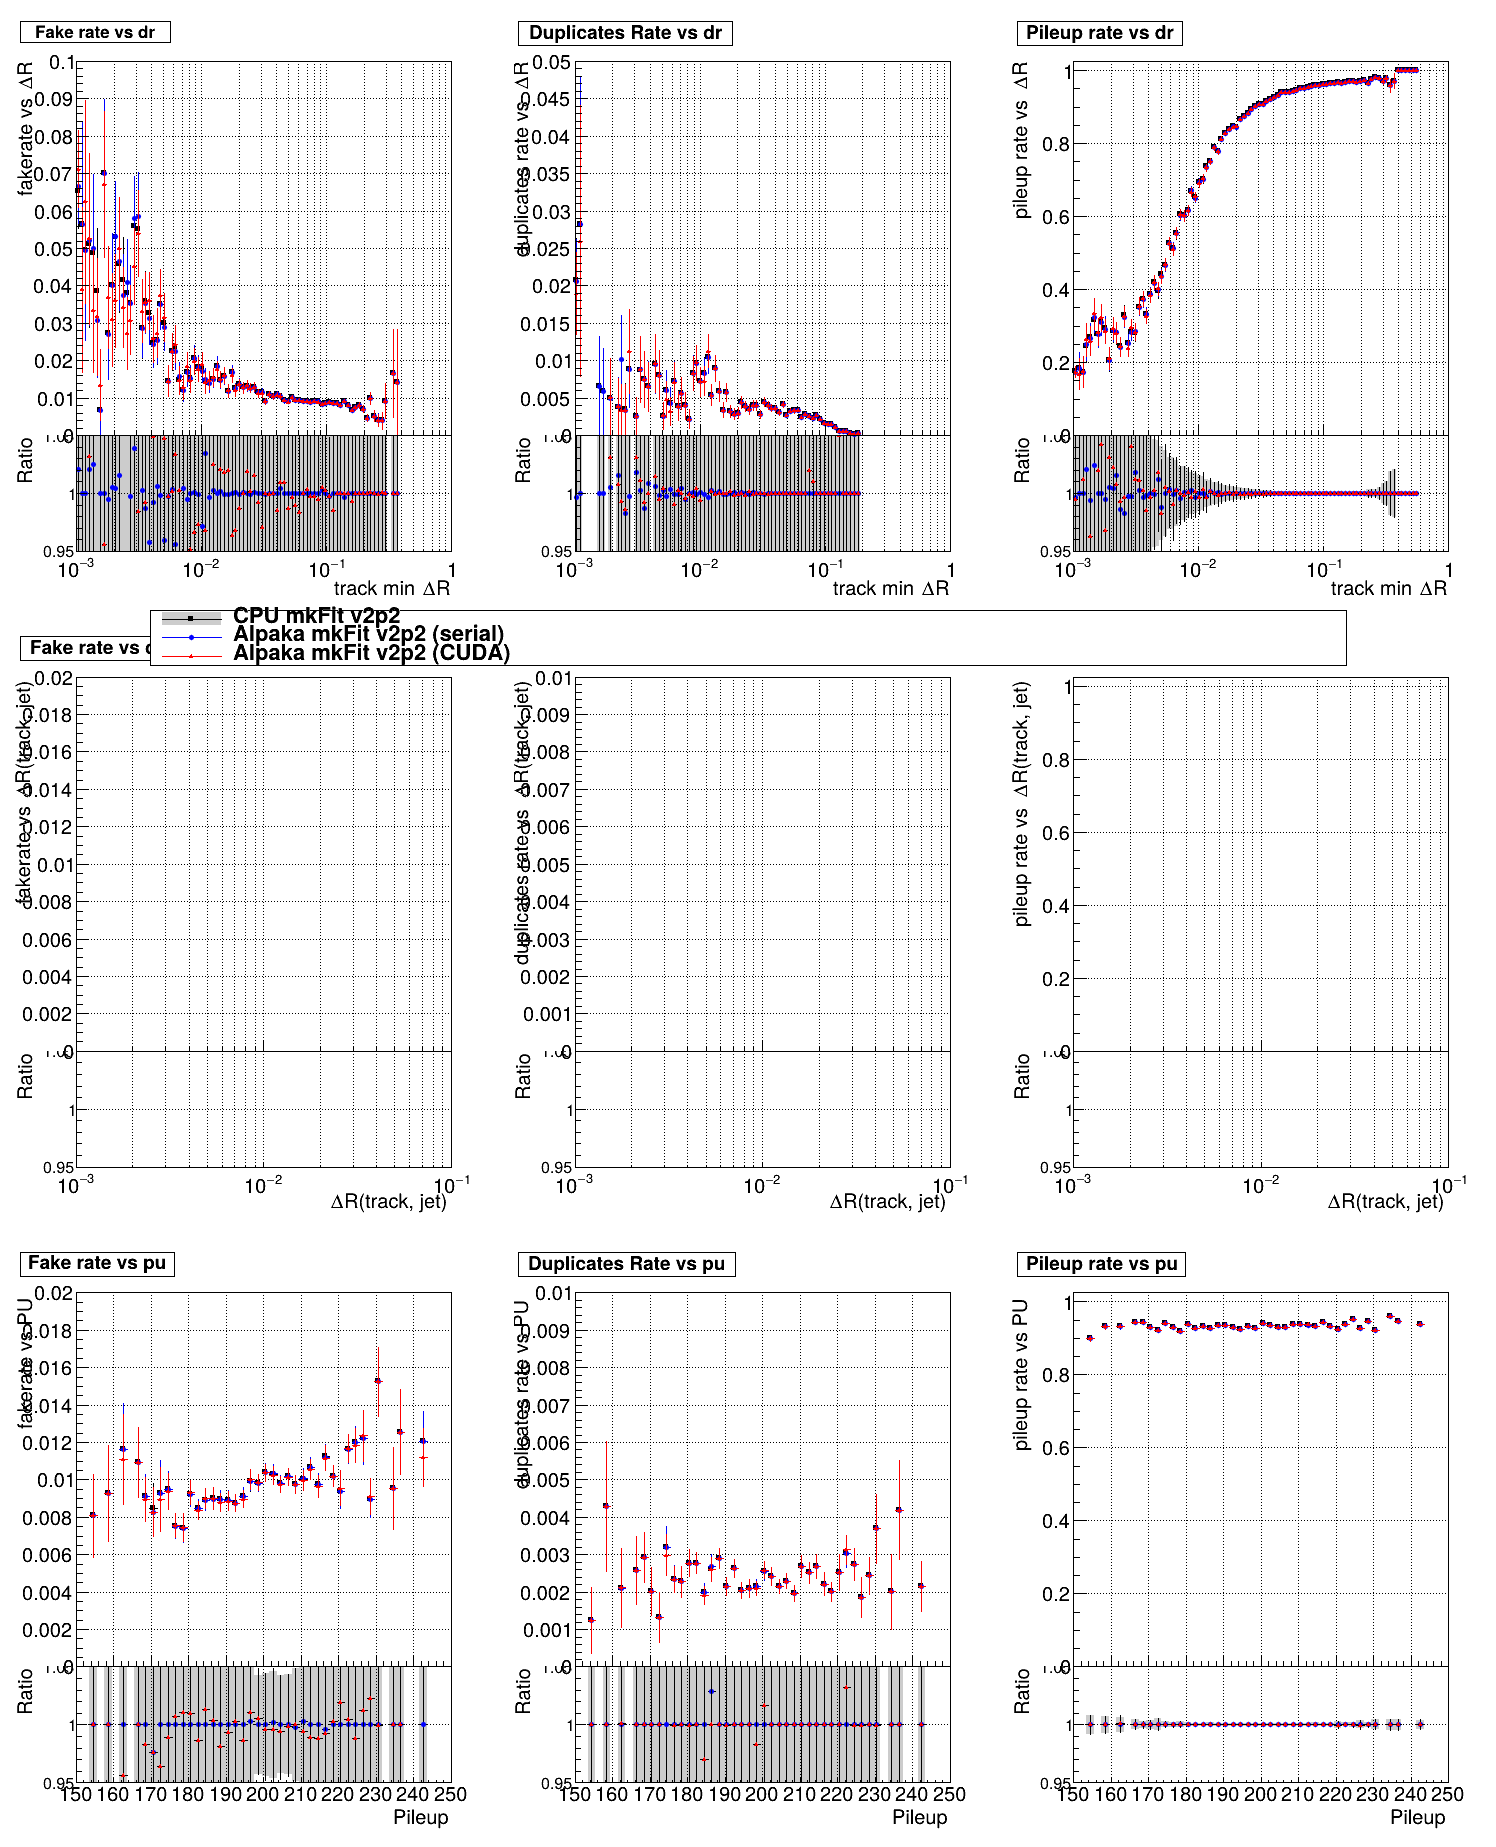 Fake rate vs dr
Duplicates Rate vs dr
Pileup rate vs dr
fakerate vs ΔR
0.1
0.09
0.08
0.07
0.06
0.05
0.04
0.03
0.02
0.01
0
Ratio
1
0.95
10⁻³ 10⁻² 10⁻¹ 1
track min ΔR
duplicates rate vs ΔR
0.05
0.045
0.04
0.035
0.03
0.025
0.02
0.015
0.01
0.005
0
Ratio
1
0.95
10⁻³ 10⁻² 10⁻¹ 1
track min ΔR
pileup rate vs ΔR
1
0.8
0.6
0.4
0.2
0
Ratio
1
0.95
10⁻³ 10⁻² 10⁻¹ 1
track min ΔR
CPU mkFit v2p2
Alpaka mkFit v2p2 (serial)
Alpaka mkFit v2p2 (CUDA)
Fake rate vs
fakerate vs ΔR(track, jet)
0.02
0.018
0.016
0.014
0.012
0.01
0.008
0.006
0.004
0.002
0
Ratio
1
0.95
10⁻³ 10⁻² 10⁻¹
ΔR(track, jet)
duplicates rate vs ΔR(track, jet)
0.01
0.009
0.008
0.007
0.006
0.005
0.004
0.003
0.002
0.001
0
Ratio
1
0.95
10⁻³ 10⁻² 10⁻¹
ΔR(track, jet)
pileup rate vs ΔR(track, jet)
1
0.8
0.6
0.4
0.2
0
Ratio
1
0.95
10⁻³ 10⁻² 10⁻¹
ΔR(track, jet)
Fake rate vs pu
Duplicates Rate vs pu
Pileup rate vs pu
fakerate vs PU
0.02
0.018
0.016
0.014
0.012
0.01
0.008
0.006
0.004
0.002
0
Ratio
1
0.95
150 160 170 180 190 200 210 220 230 240 250
Pileup
duplicates rate vs PU
0.01
0.009
0.008
0.007
0.006
0.005
0.004
0.003
0.002
0.001
0
Ratio
1
0.95
150 160 170 180 190 200 210 220 230 240 250
Pileup
pileup rate vs PU
1
0.8
0.6
0.4
0.2
0
Ratio
1
0.95
150 160 170 180 190 200 210 220 230 240 250
Pileup